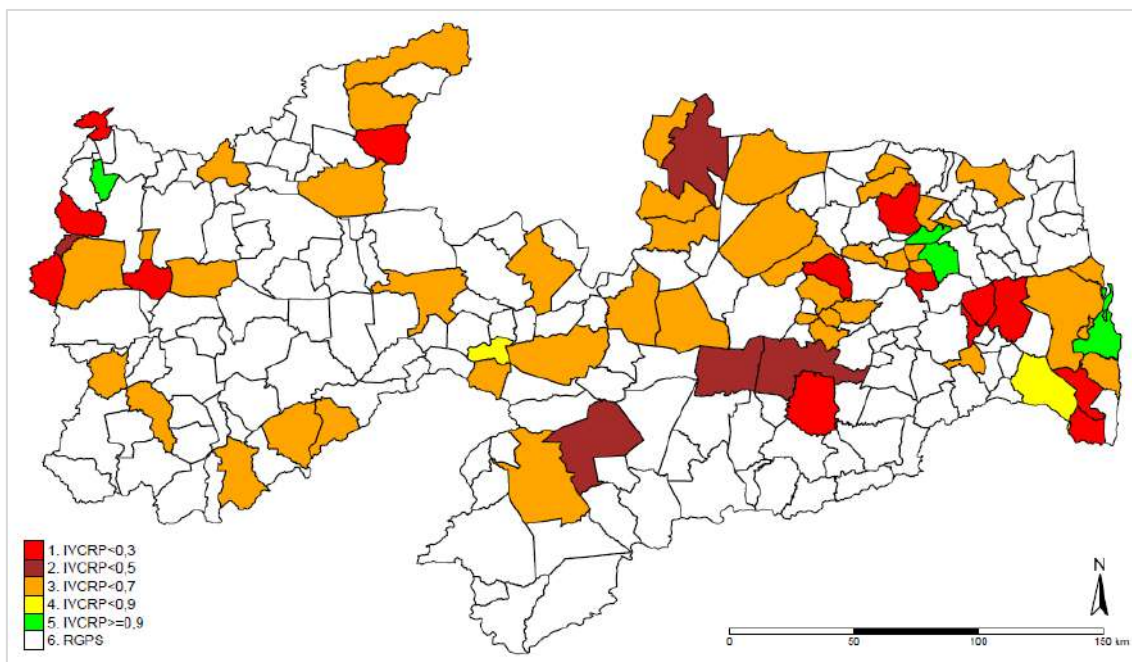 1. IVCRP<0,3
2. IVCRP<0,5
3. IVCRP<0,7
4. IVCRP<0,9
5. IVCRP>=0,9
6. RGPS
N
0 50 100 150 km